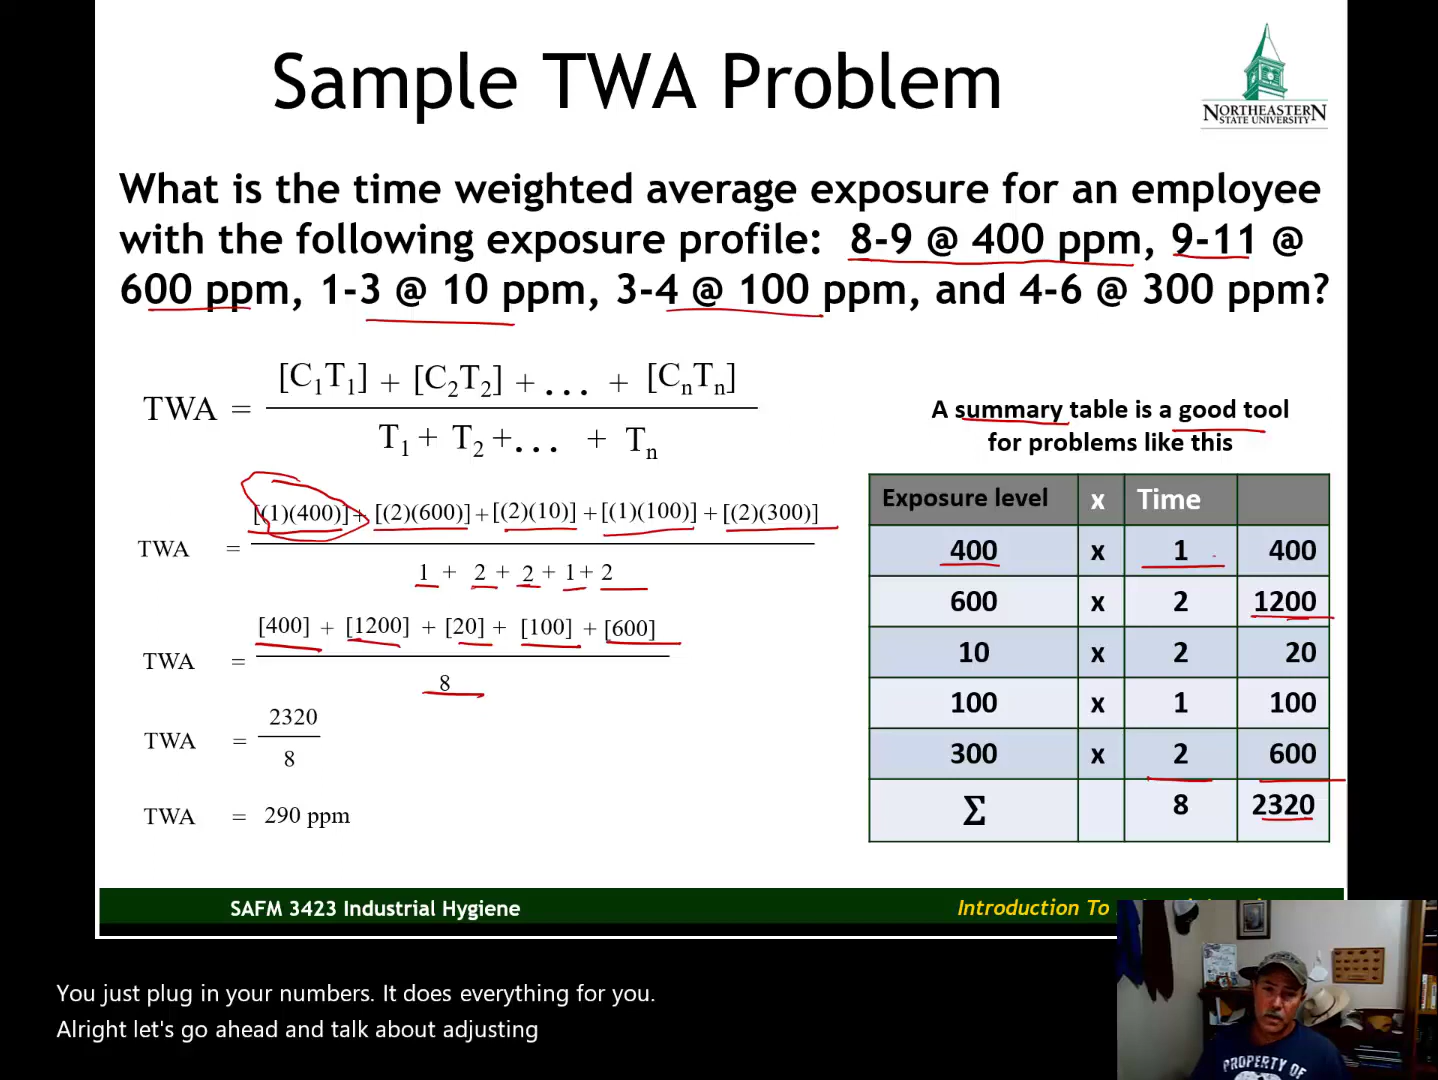 Sample TWA Problem
NORTHEASTERN
STATE UNIVERSITY
What is the time weighted average exposure for an employee
with the following exposure profile: 8-9 @ 400 ppm, 9-11 @
600 ppm, 1-3 @ 10 ppm, 3-4 @ 100 ppm, and 4-6 @ 300 ppm?
TWA = [C₁T₁] + [C₂T₂] + ... + [CₙTₙ]
T₁ + T₂ +... + Tₙ
TWA = [(1)(400)]+ [(2)(600)]+[(2)(10)]+[(1)(100)]+[(2)(300)]
1 + 2 + 2 + 1+ 2
TWA = [400] + [1200] + [20] + [100] + [600]
8
TWA = 2320
8
TWA = 290 ppm
A summary table is a good tool
for problems like this
Exposure level x Time
400 x 1 400
600 x 2 1200
10 x 2 20
100 x 1 100
300 x 2 600
Σ 8 2320
SAFM 3423 Industrial Hygiene
Introduction To
You just plug in your numbers. It does everything for you.
Alright let's go ahead and talk about adjusting
PROPERTY OF